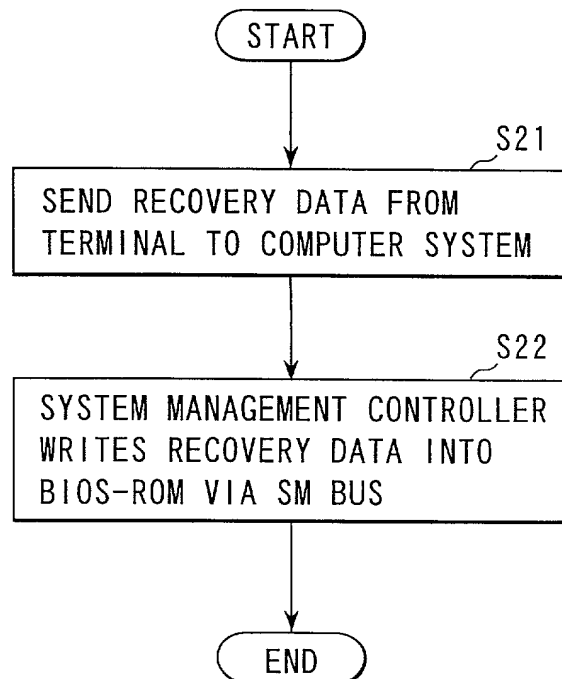 START
S21
SEND RECOVERY DATA FROM
TERMINAL TO COMPUTER SYSTEM
S22
SYSTEM MANAGEMENT CONTROLLER
WRITES RECOVERY DATA INTO
BIOS-ROM VIA SM BUS
END